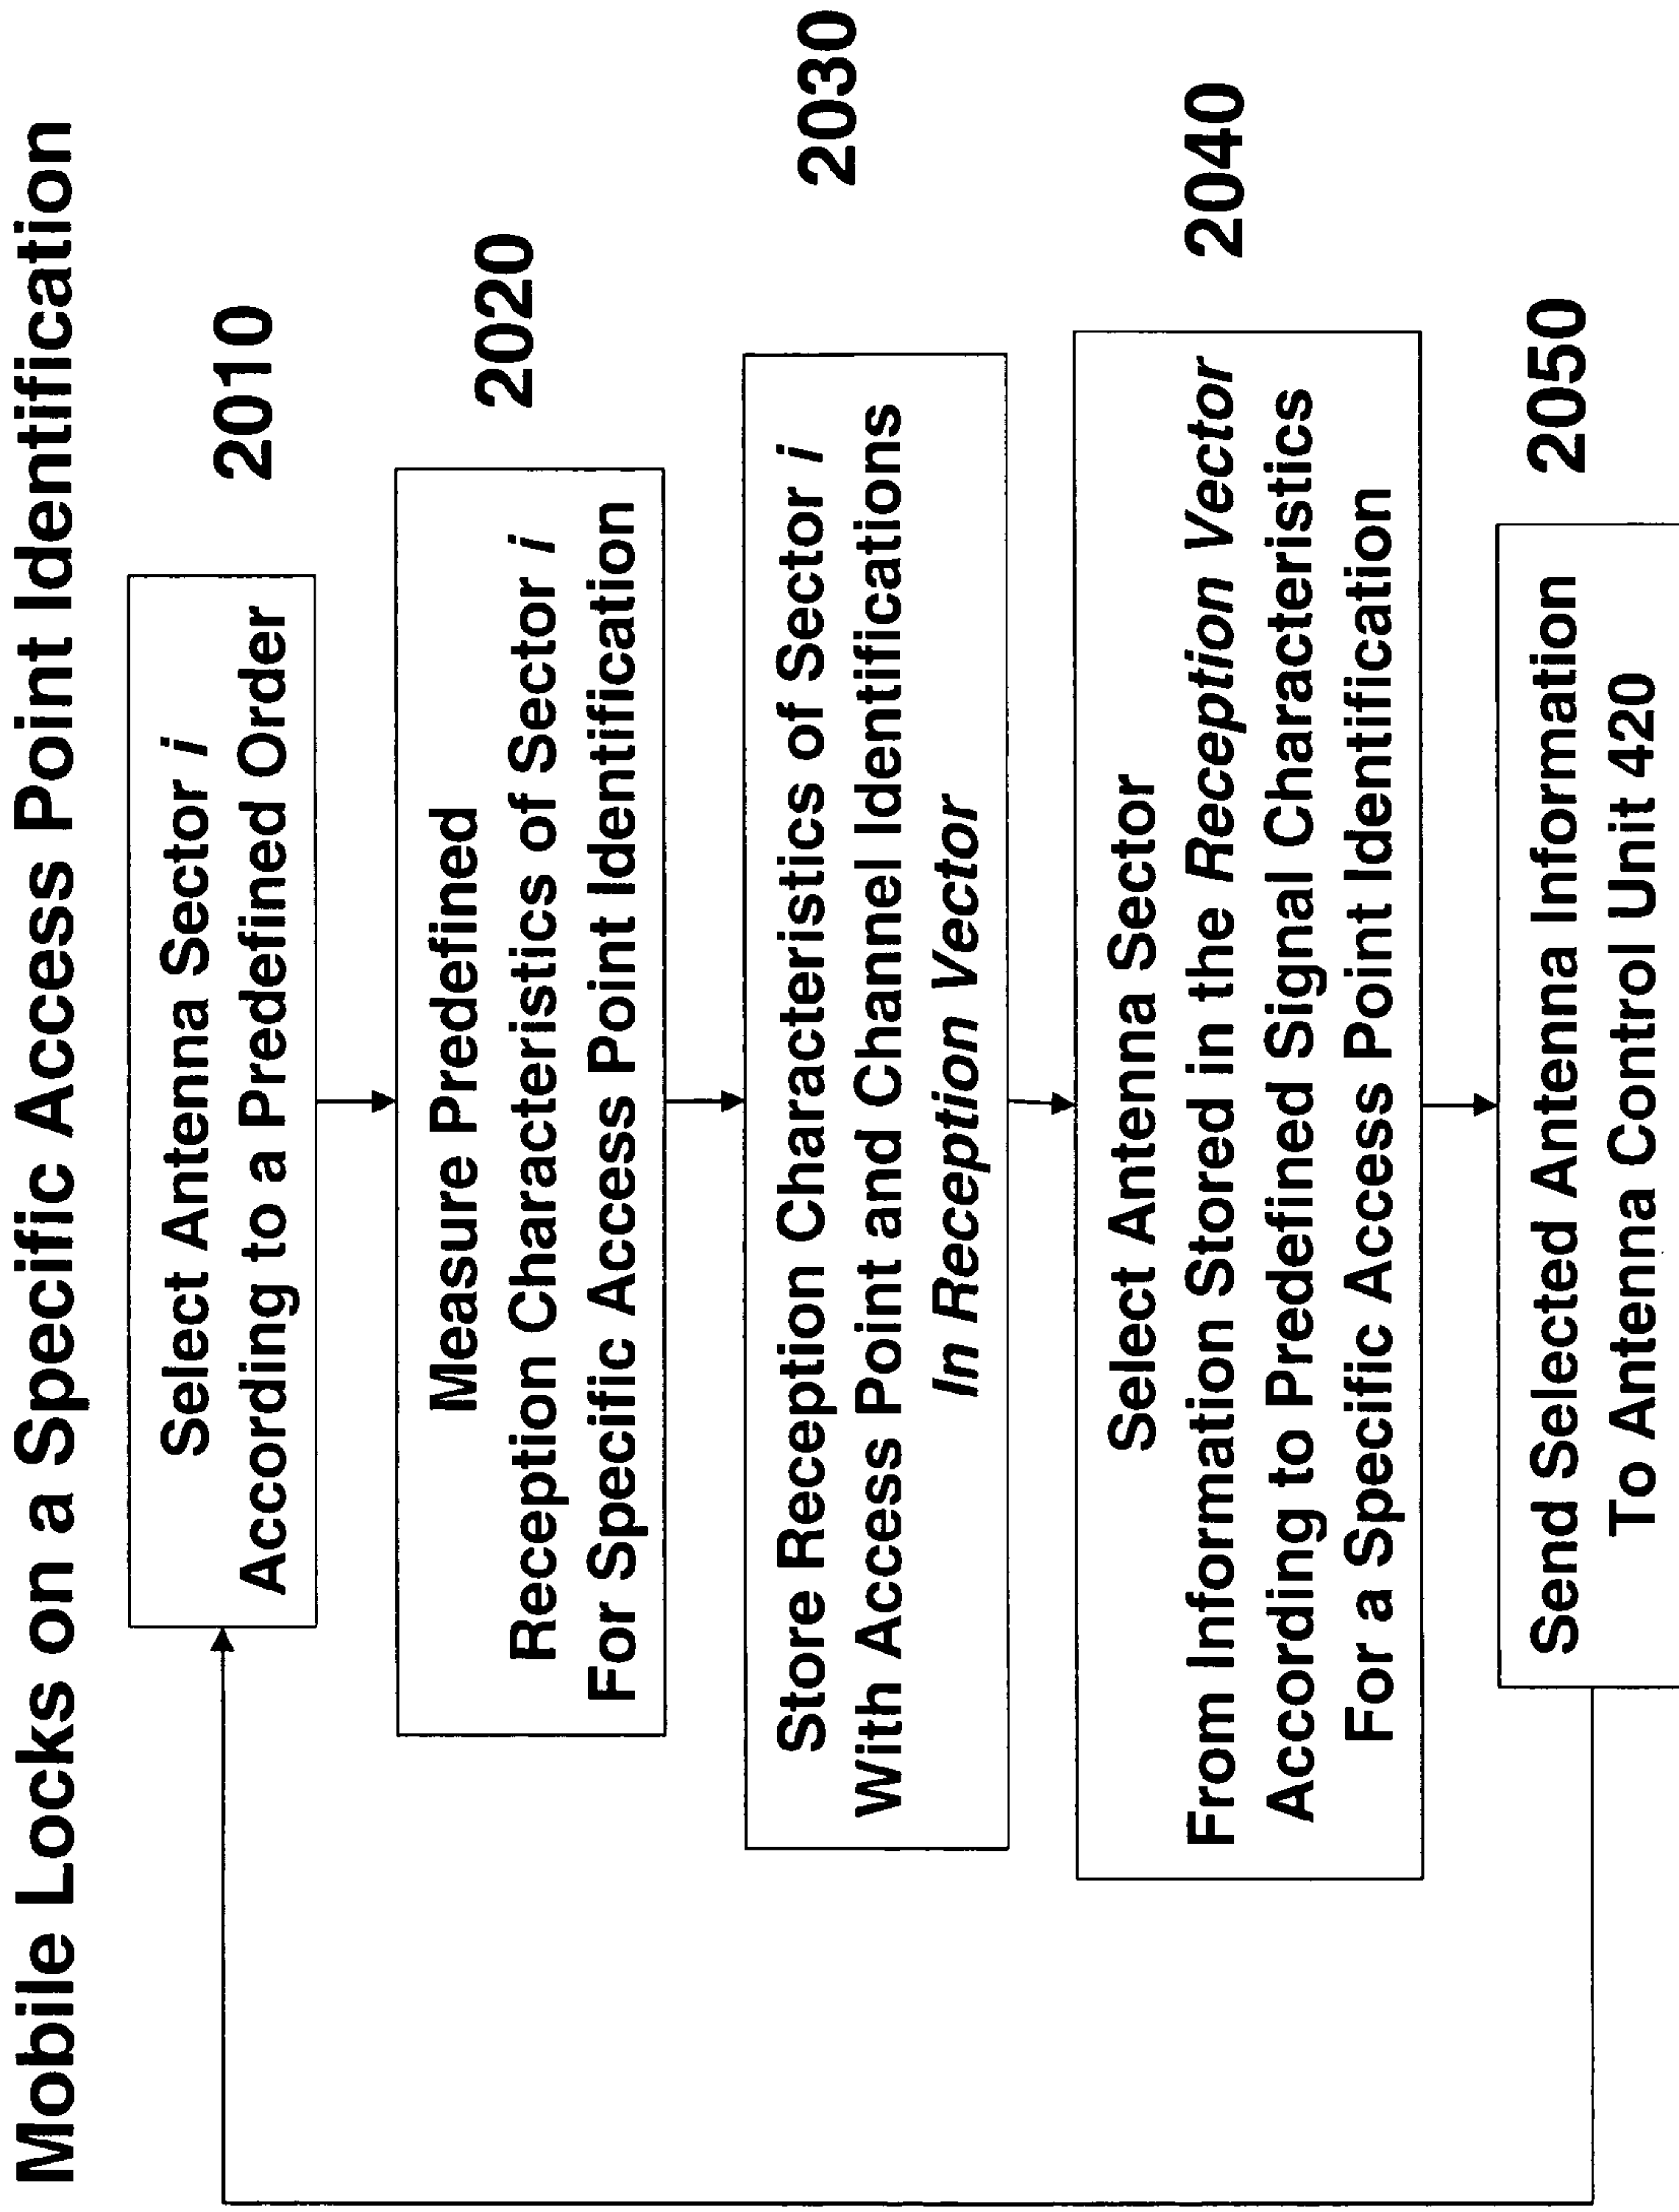 Mobile Locks on a Specific Access Point Identification
Select Antenna Sector i
According to a Predefined Order
2010
Measure Predefined
Reception Characteristics of Sector i
For Specific Access Point Identification
2020
Store Reception Characteristics of Sector i
With Access Point and Channel Identifications
In Reception Vector
2030
Select Antenna Sector
From Information Stored in the Reception Vector
According to Predefined Signal Characteristics
For a Specific Access Point Identification
2040
Send Selected Antenna Information
To Antenna Control Unit 420
2050